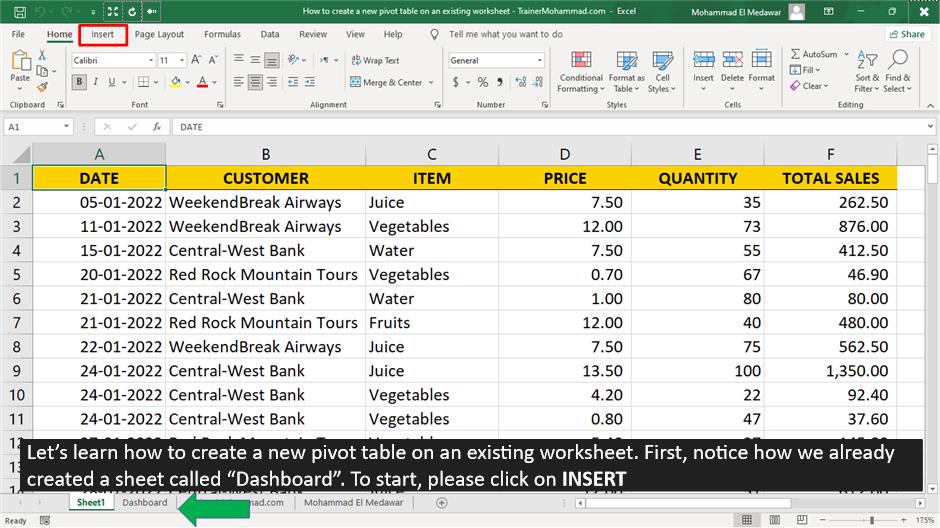 How to create a new pivot table on an existing worksheet - TrainerMohammad.com - Excel
Mohammad El Medawar
File Home Insert Page Layout Formulas Data Review View Help Tell me what you want to do Share
Calibri 11 Wrap Text General AutoSum
Paste B I U Merge & Center $ % Conditional Formatting Format as Table Cell Styles Insert Delete Format Fill Clear Sort & Filter Find & Select
Clipboard Font Alignment Number Styles Cells Editing
A1 fx DATE
A B C D E F
1 DATE CUSTOMER ITEM PRICE QUANTITY TOTAL SALES
2 05-01-2022 WeekendBreak Airways Juice 7.50 35 262.50
3 11-01-2022 WeekendBreak Airways Vegetables 12.00 73 876.00
4 15-01-2022 Central-West Bank Water 7.50 55 412.50
5 20-01-2022 Red Rock Mountain Tours Vegetables 0.70 67 46.90
6 21-01-2022 Central-West Bank Water 1.00 80 80.00
7 21-01-2022 Red Rock Mountain Tours Fruits 12.00 40 480.00
8 22-01-2022 WeekendBreak Airways Juice 7.50 75 562.50
9 24-01-2022 Central-West Bank Juice 13.50 100 1,350.00
10 24-01-2022 Central-West Bank Vegetables 4.20 22 92.40
11 24-01-2022 Central-West Bank Vegetables 0.80 47 37.60
Let's learn how to create a new pivot table on an existing worksheet. First, notice how we already
created a sheet called “Dashboard”. To start, please click on INSERT
Sheet1 Dashboard Mohammad El Medawar
Ready 175%